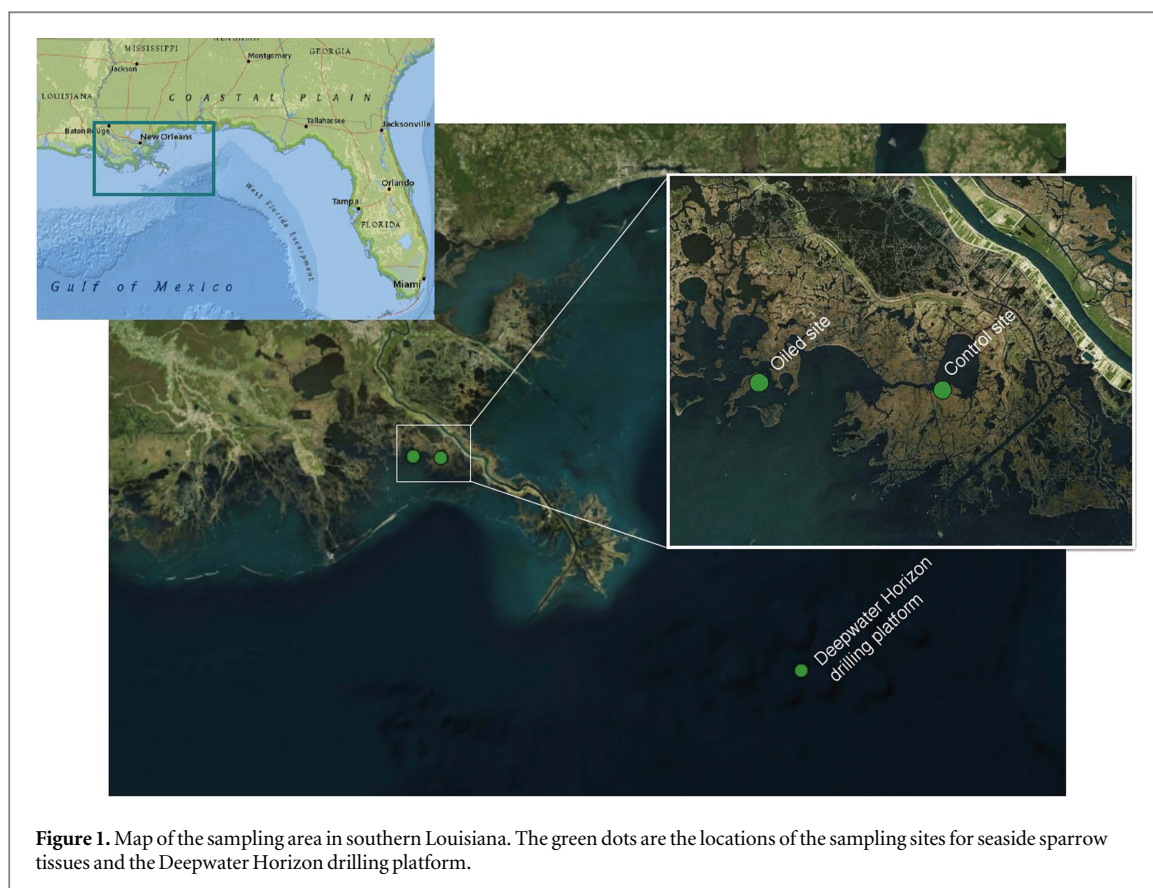 MISSISSIPPI
GEORGIA
Montgomery
Jackson
LOUISIANA
COASTAL PLAIN
Baton Rouge
New Orleans
Tallahassee
Jacksonville
Orlando
Tampa
FLORIDA
West Florida Escarpment
Miami
Gulf of Mexico
Oiled site
Control site
Deepwater Horizon
drilling platform
Figure 1. Map of the sampling area in southern Louisiana. The green dots are the locations of the sampling sites for seaside sparrow
tissues and the Deepwater Horizon drilling platform.